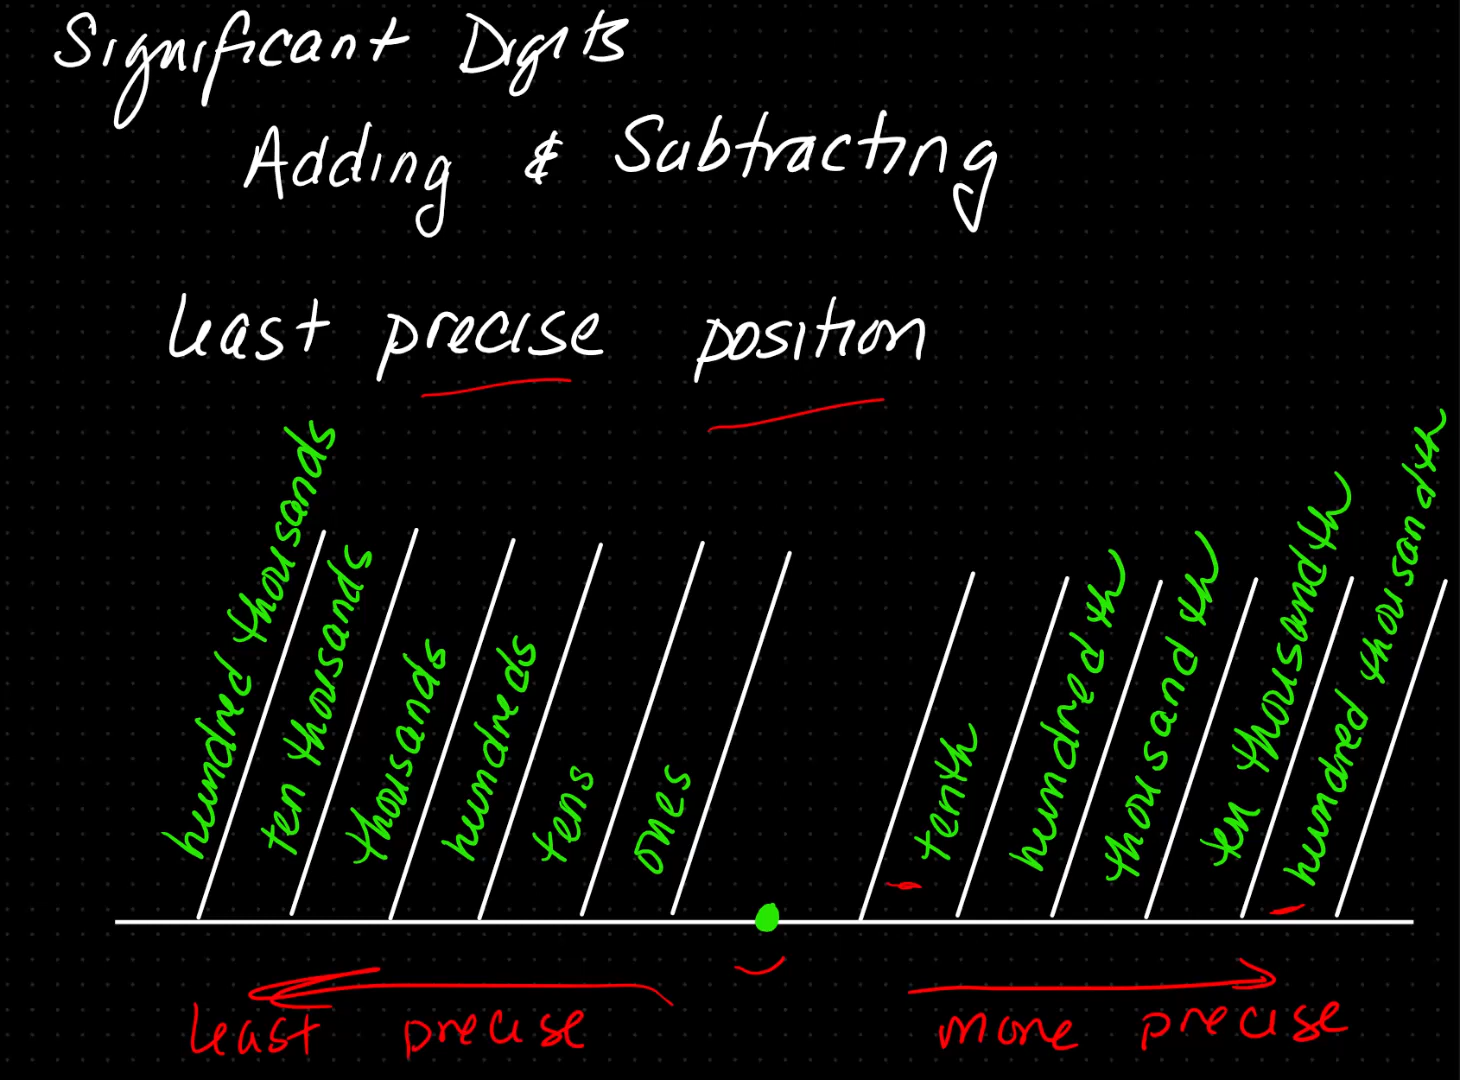 Significant Digits
Adding & Subtracting
least precise position
hundred thousands
ten thousands
thousands
hundreds
tens
ones
tenth
hundredth
thousandth
ten thousandth
hundred thousandth
least precise
more precise